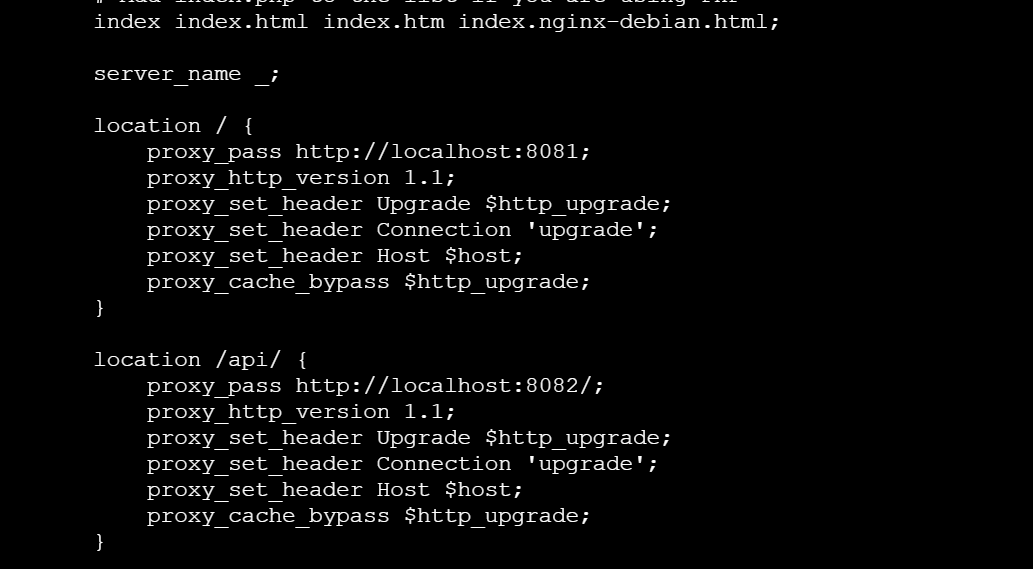 # Add index.php to the list if you are using PHP
index index.html index.htm index.nginx-debian.html;
server_name _;
location / {
proxy_pass http://localhost:8081;
proxy_http_version 1.1;
proxy_set_header Upgrade $http_upgrade;
proxy_set_header Connection 'upgrade';
proxy_set_header Host $host;
proxy_cache_bypass $http_upgrade;
}
location /api/ {
proxy_pass http://localhost:8082/;
proxy_http_version 1.1;
proxy_set_header Upgrade $http_upgrade;
proxy_set_header Connection 'upgrade';
proxy_set_header Host $host;
proxy_cache_bypass $http_upgrade;
}